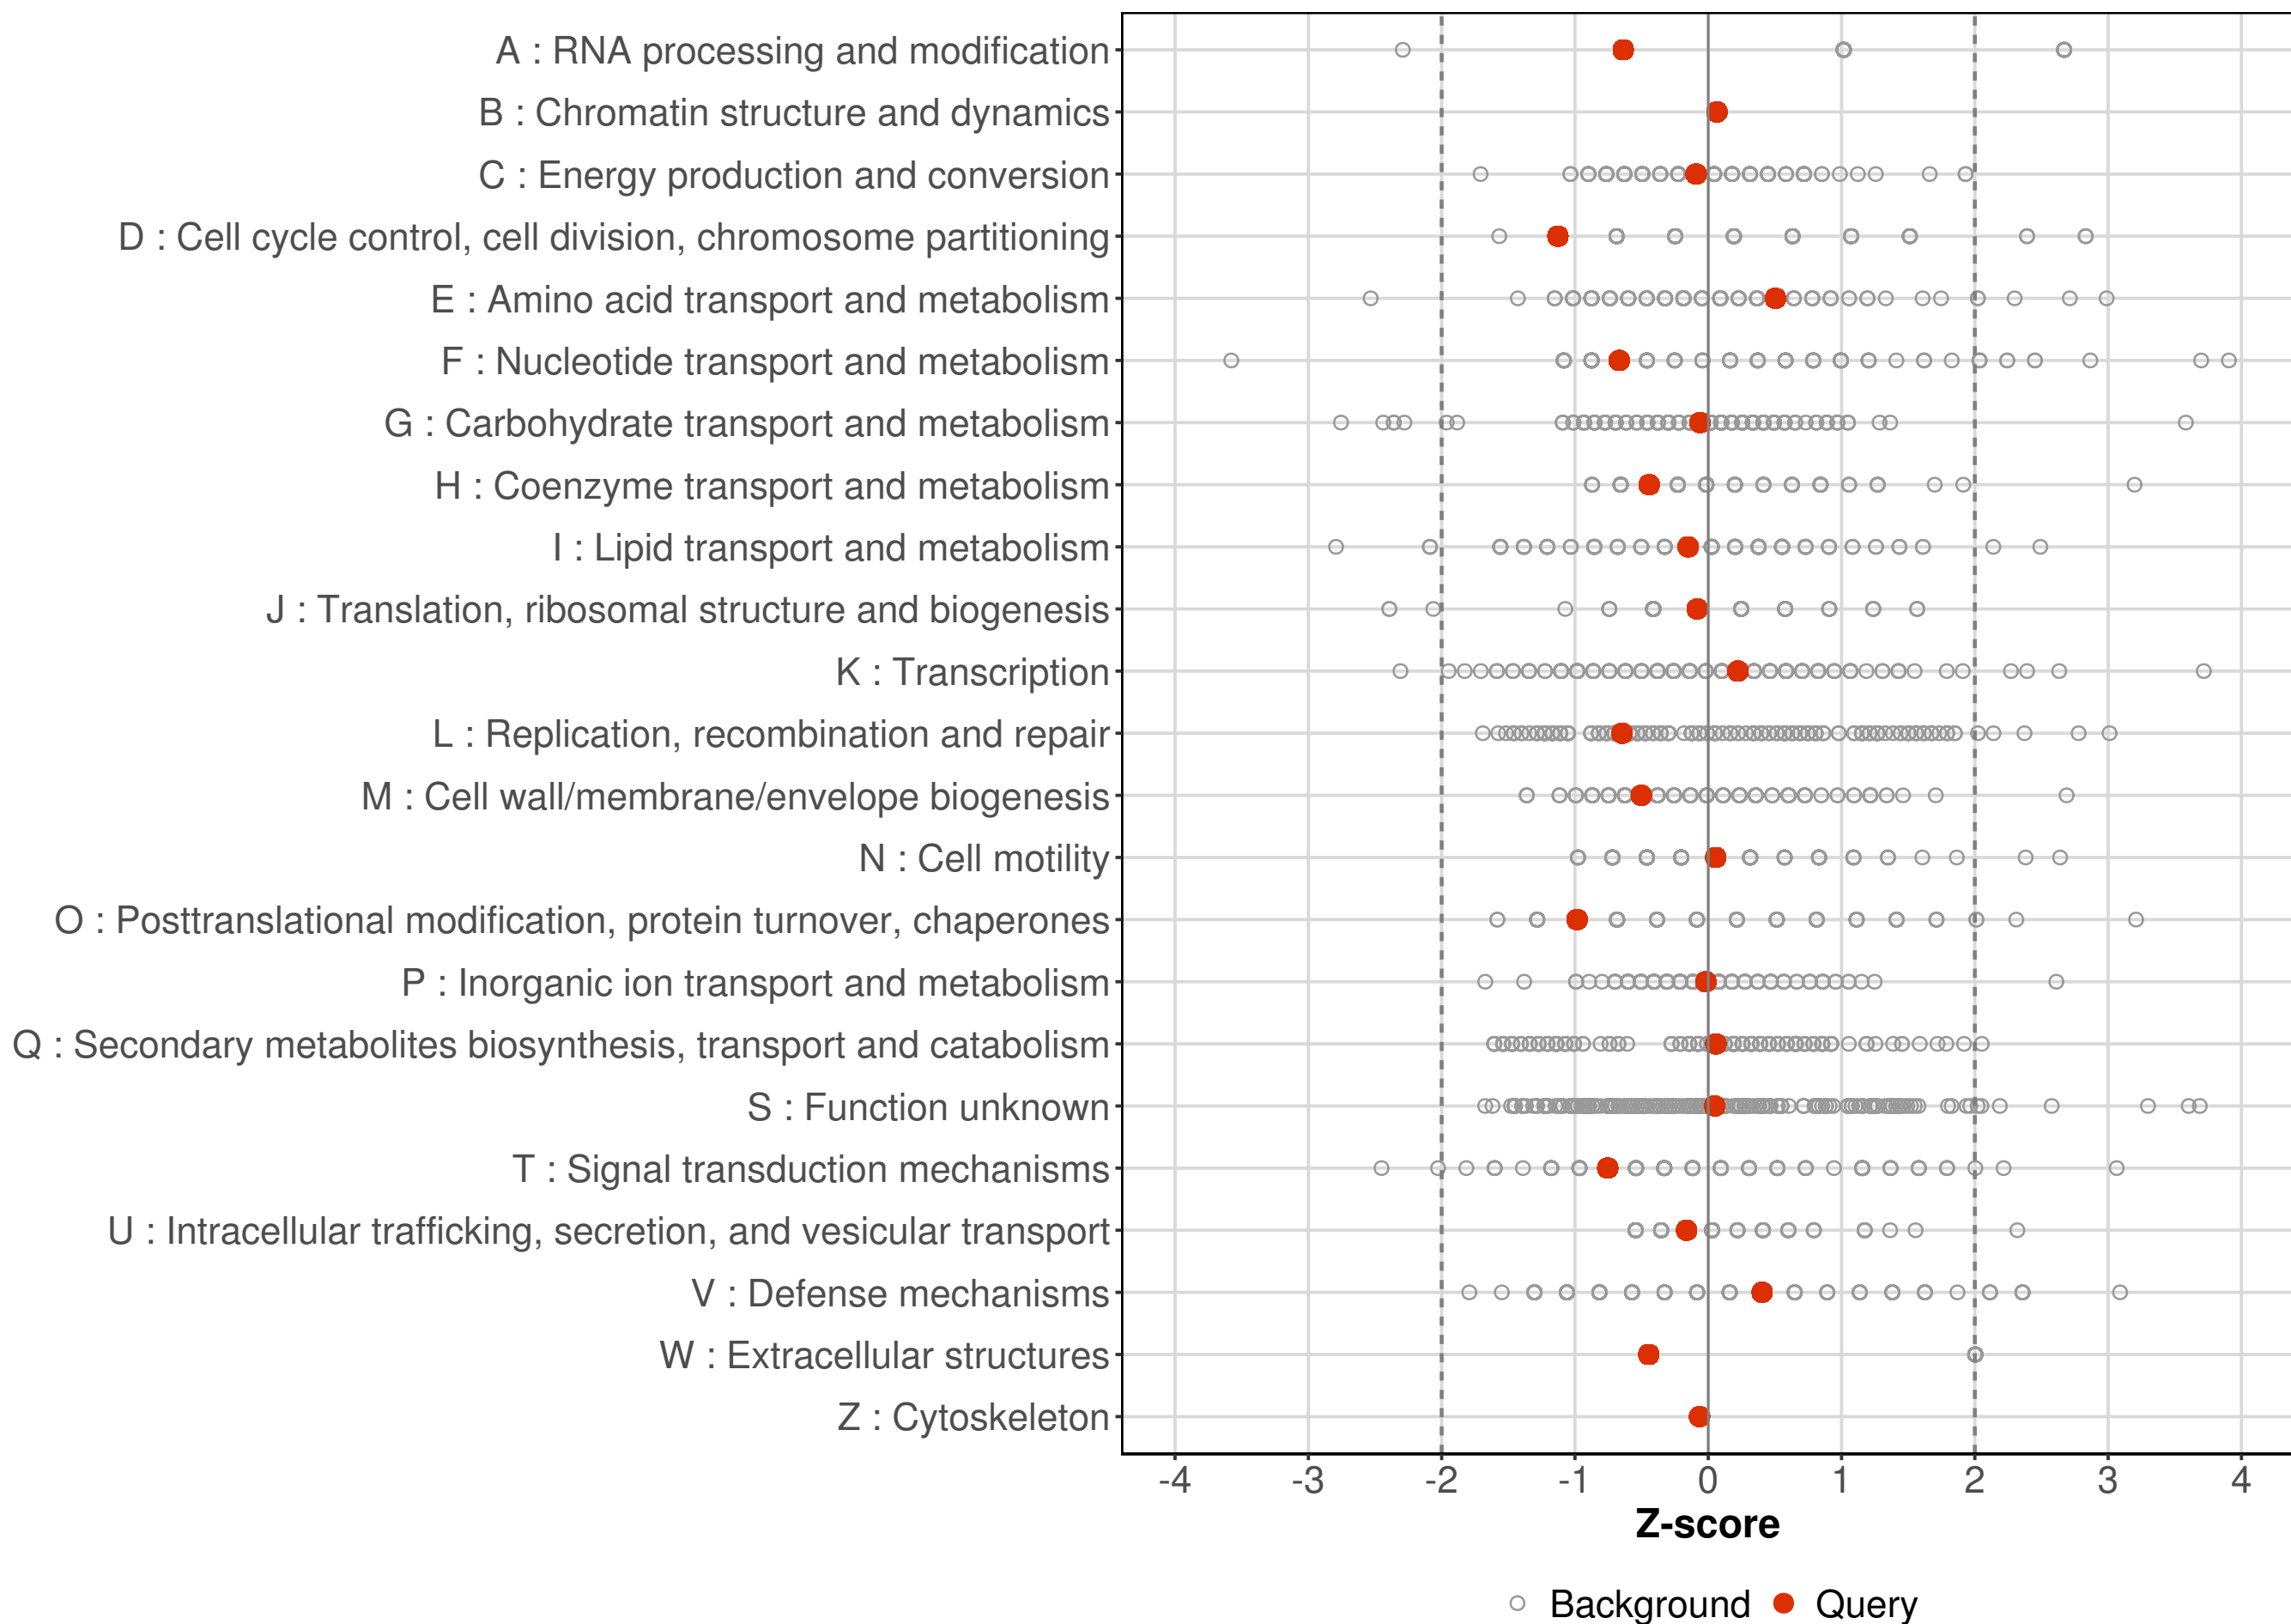 A : RNA processing and modification
B : Chromatin structure and dynamics
C : Energy production and conversion
D : Cell cycle control, cell division, chromosome partitioning
E : Amino acid transport and metabolism
F : Nucleotide transport and metabolism
G : Carbohydrate transport and metabolism
H : Coenzyme transport and metabolism
I : Lipid transport and metabolism
J : Translation, ribosomal structure and biogenesis
K : Transcription
L : Replication, recombination and repair
M : Cell wall/membrane/envelope biogenesis
N : Cell motility
O : Posttranslational modification, protein turnover, chaperones
P : Inorganic ion transport and metabolism
Q : Secondary metabolites biosynthesis, transport and catabolism
S : Function unknown
T : Signal transduction mechanisms
U : Intracellular trafficking, secretion, and vesicular transport
V : Defense mechanisms
W : Extracellular structures
Z : Cytoskeleton
-4 -3 -2 -1 0 1 2 3 4
Z-score
Background Query